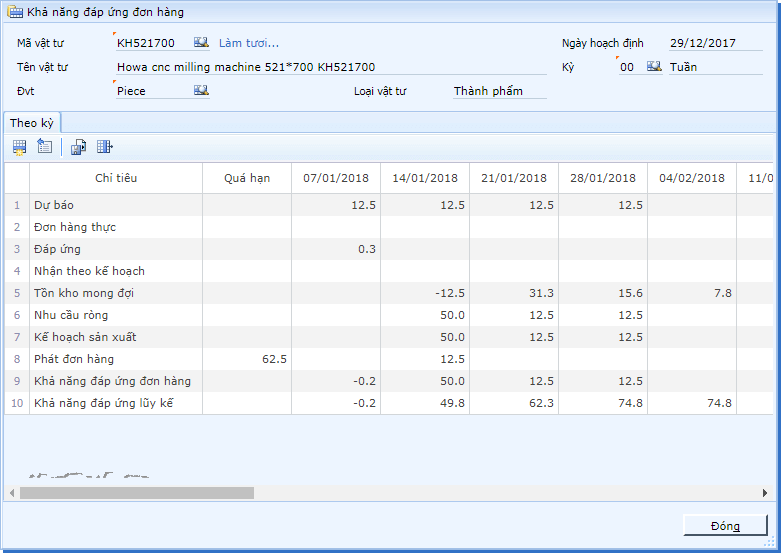 Khả năng đáp ứng đơn hàng
Mã vật tư KH521700 Làm tươi... Ngày hoạch định 29/12/2017
Tên vật tư Howa cnc milling machine 521*700 KH521700 Kỳ 00 Tuần
Đvt Piece Loại vật tư Thành phẩm
Theo kỳ
Chỉ tiêu Quá hạn 07/01/2018 14/01/2018 21/01/2018 28/01/2018 04/02/2018
1 Dự báo 12.5 12.5 12.5 12.5
2 Đơn hàng thực
3 Đáp ứng 0.3
4 Nhận theo kế hoạch
5 Tồn kho mong đợi -12.5 31.3 15.6 7.8
6 Nhu cầu ròng 50.0 12.5 12.5
7 Kế hoạch sản xuất 50.0 12.5 12.5
8 Phát đơn hàng 62.5 12.5
9 Khả năng đáp ứng đơn hàng -0.2 50.0 12.5 12.5
10 Khả năng đáp ứng lũy kế -0.2 49.8 62.3 74.8 74.8
Đóng